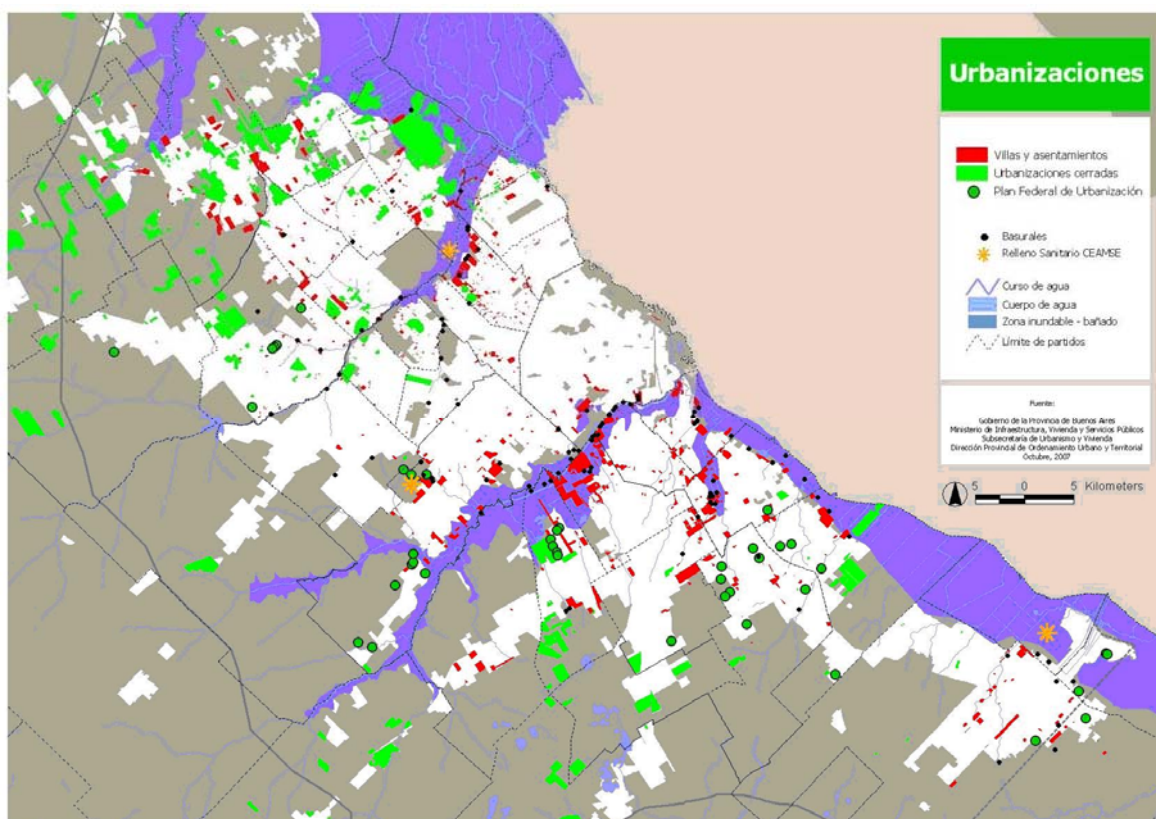 Urbanizaciones
Villas y asentamientos
Urbanizaciones cerradas
Plan Federal de Urbanización
Basurales
Relleno Sanitario CEAMSE
Curso de agua
Cuerpo de agua
Zona inundable - bañado
Límite de partidos
Fuente:
Gobierno de la Provincia de Buenos Aires
Ministerio de Infraestructura, Vivienda y Servicios Públicos
Subsecretaría de Urbanismo y Vivienda
Dirección Provincial de Ordenamiento Urbano y Territorial
Octubre, 2007
5 0 5 Kilometers